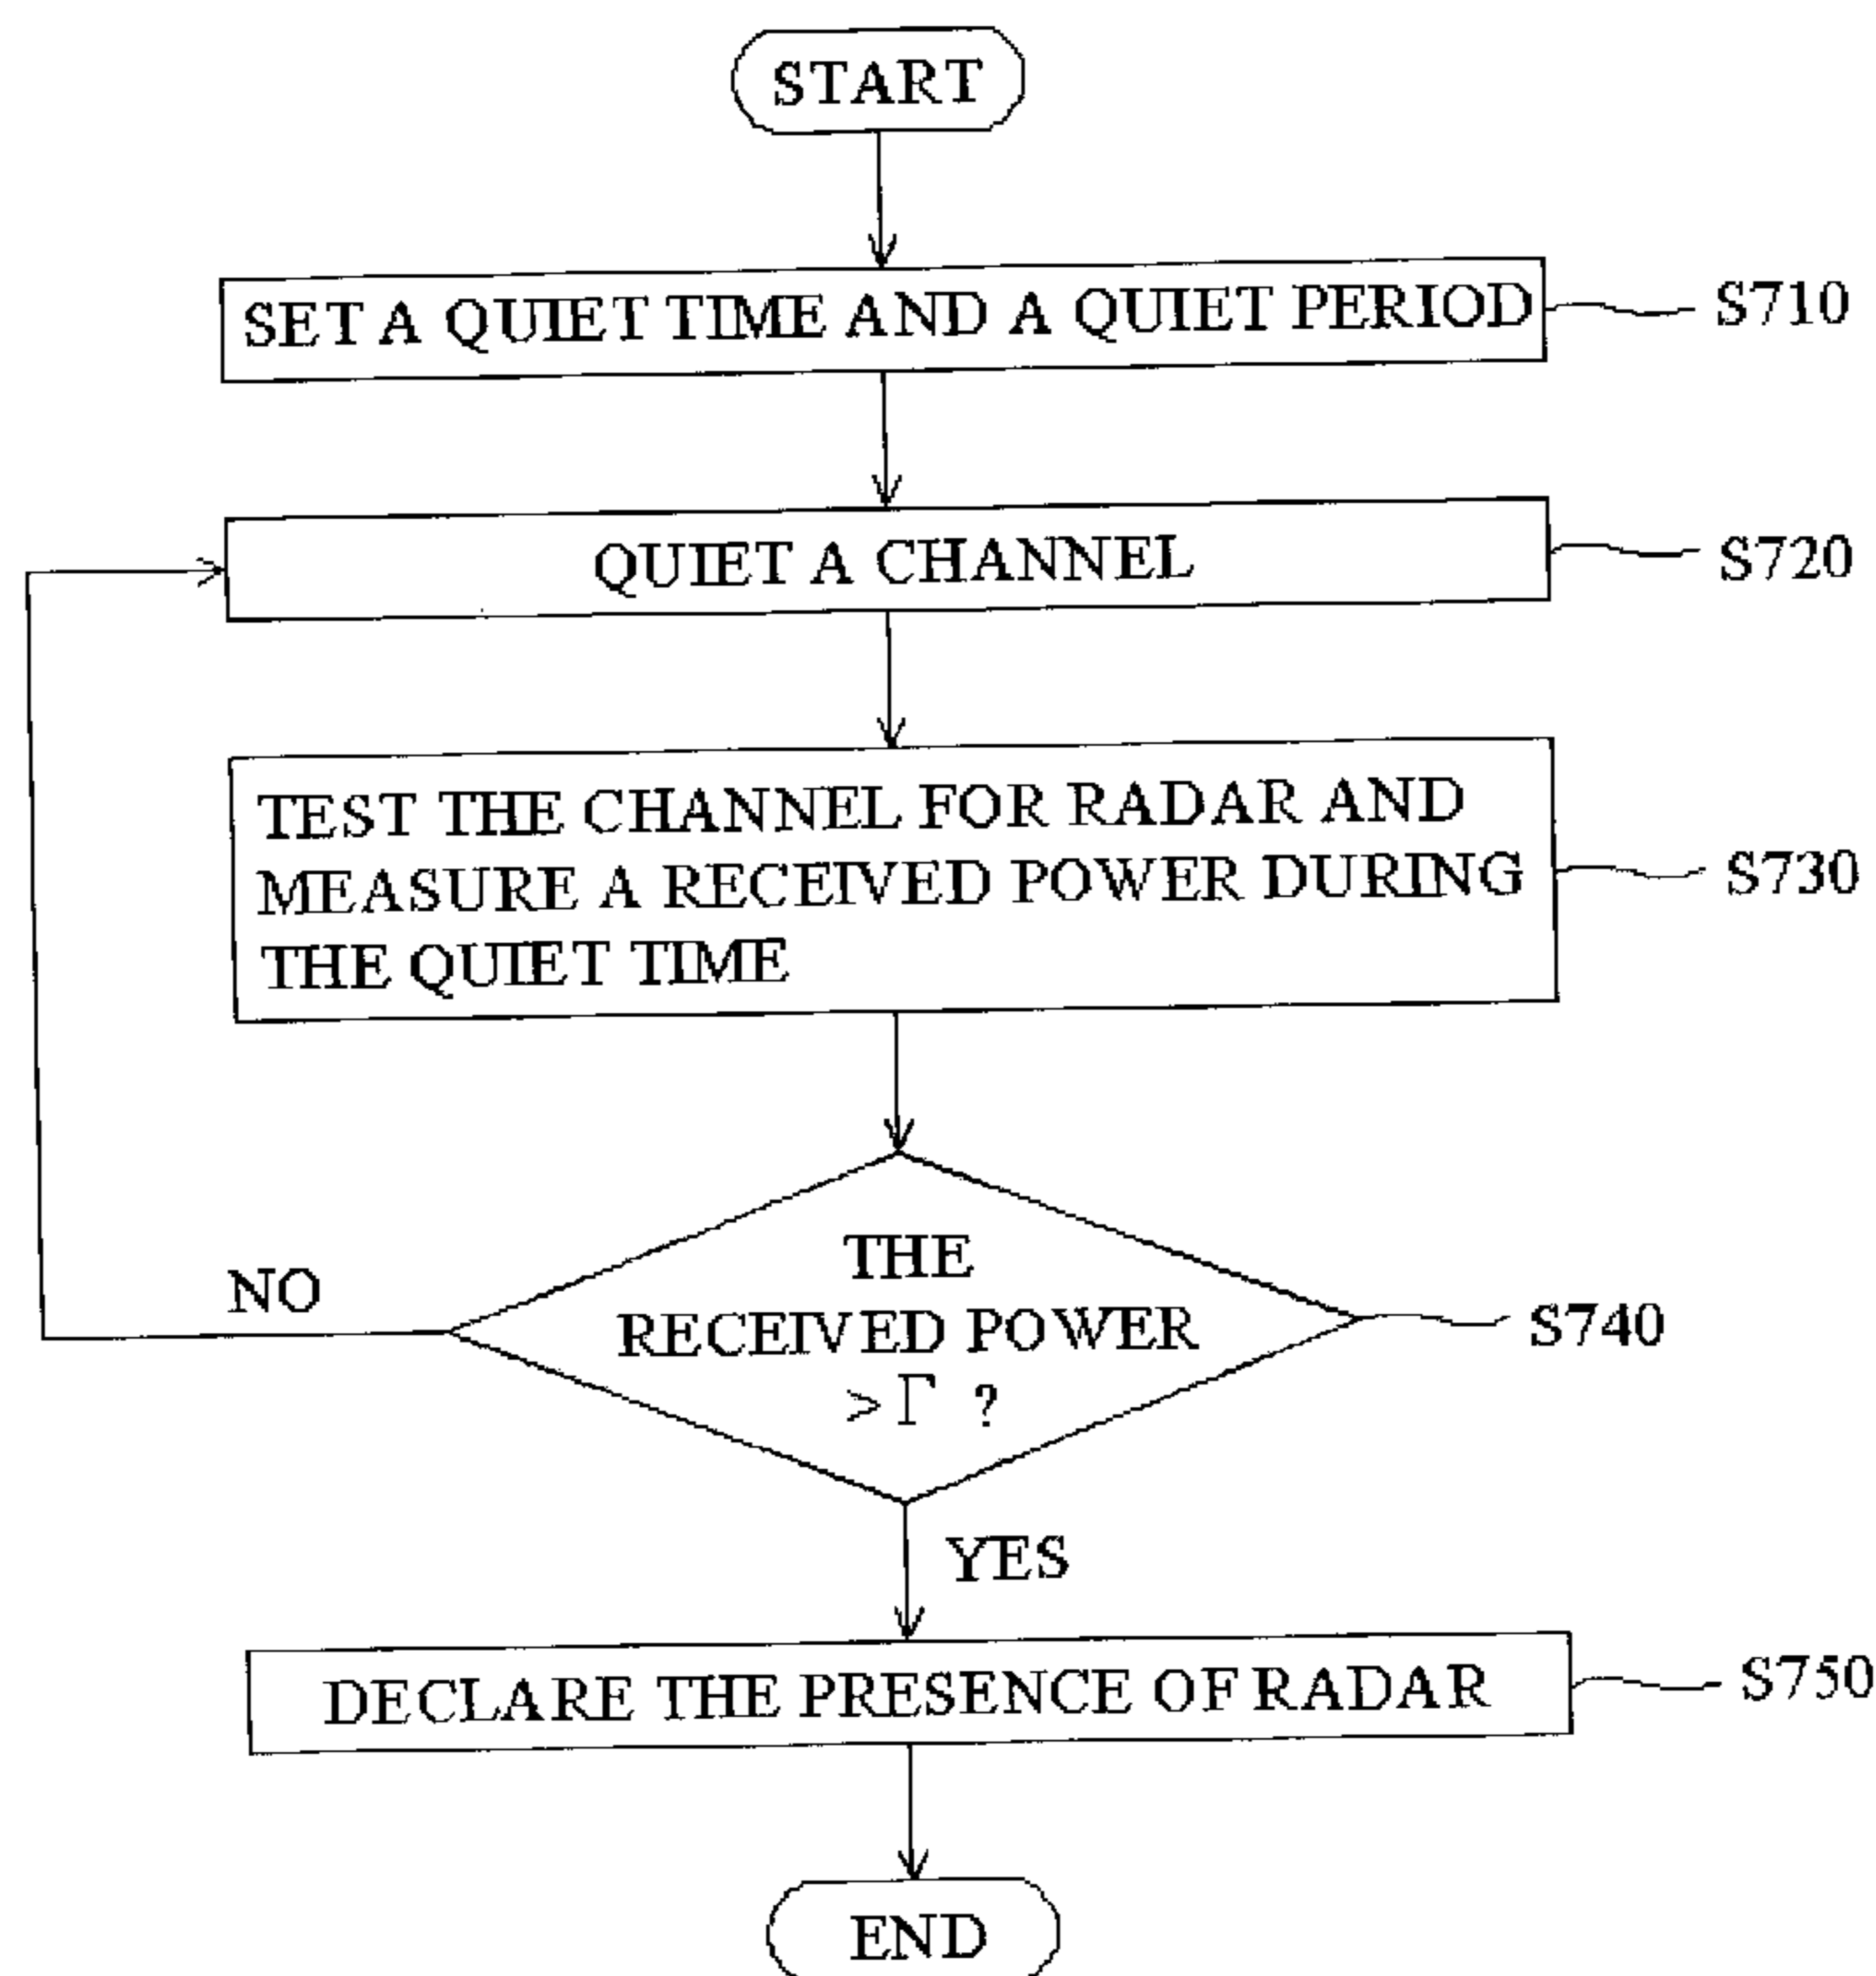 START
SET A QUIET TIME AND A QUIET PERIOD
S710
QUIET A CHANNEL
S720
TEST THE CHANNEL FOR RADAR AND
MEASURE A RECEIVED POWER DURING
THE QUIET TIME
S730
THE
RECEIVED POWER
>Γ ?
S740
NO
YES
DECLARE THE PRESENCE OF RADAR
S750
END